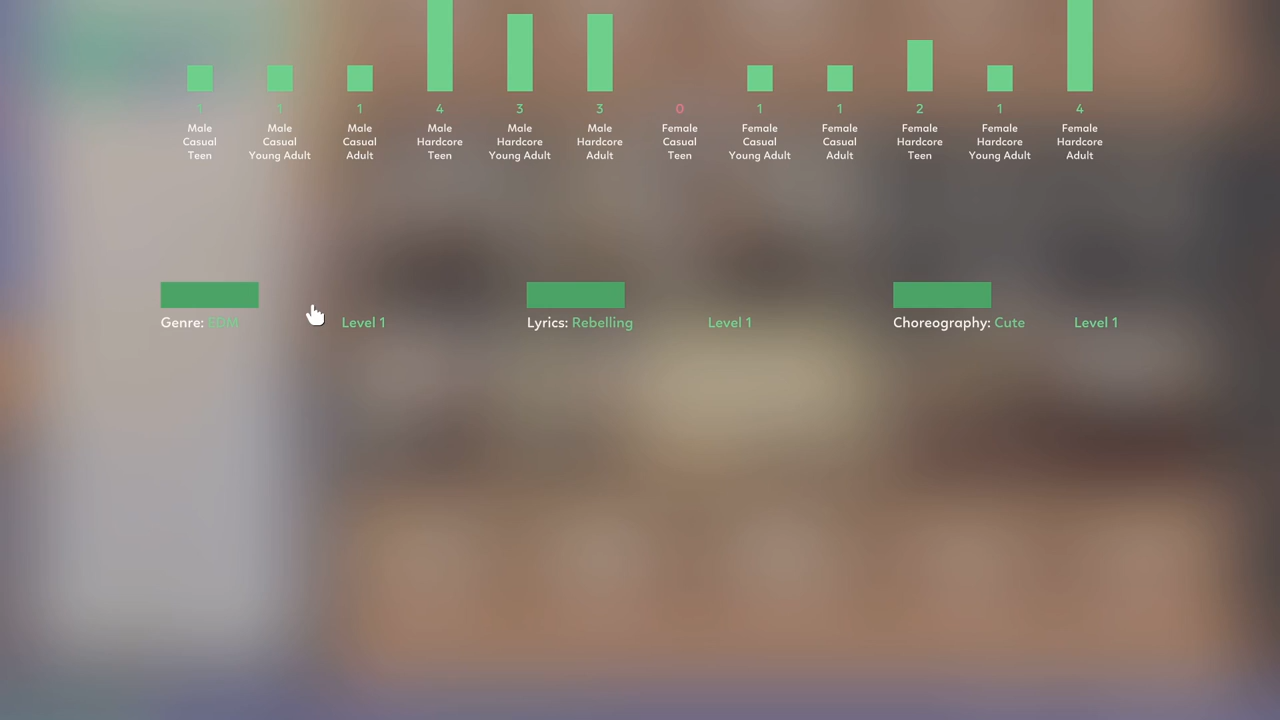 1 1 1 4 3 3 0 1 1 2 1 4
Male Male Male Male Male Male Female Female Female Female Female Female
Casual Casual Casual Hardcore Hardcore Hardcore Casual Casual Casual Hardcore Hardcore Hardcore
Teen Young Adult Adult Teen Young Adult Adult Teen Young Adult Adult Teen Young Adult Adult
Genre: EDM Level 1 Lyrics: Rebelling Level 1 Choreography: Cute Level 1